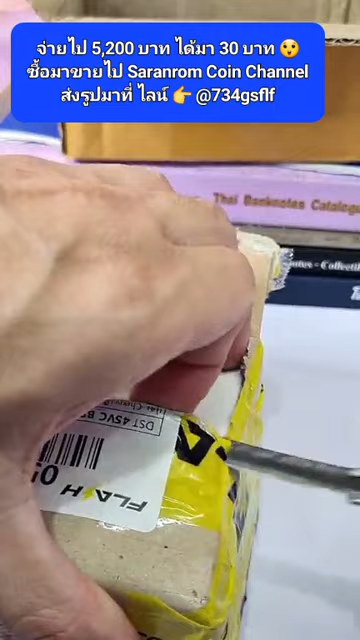 จ่ายไป 5,200 บาท ได้มา 30 บาท 😲
ซื้อมาขายไป Saranrom Coin Channel
ส่งรูปมาที่ ไลน์ 👉 @734gsflf
Thai Banknotes Catalogue
DST 4SVC
FLASH